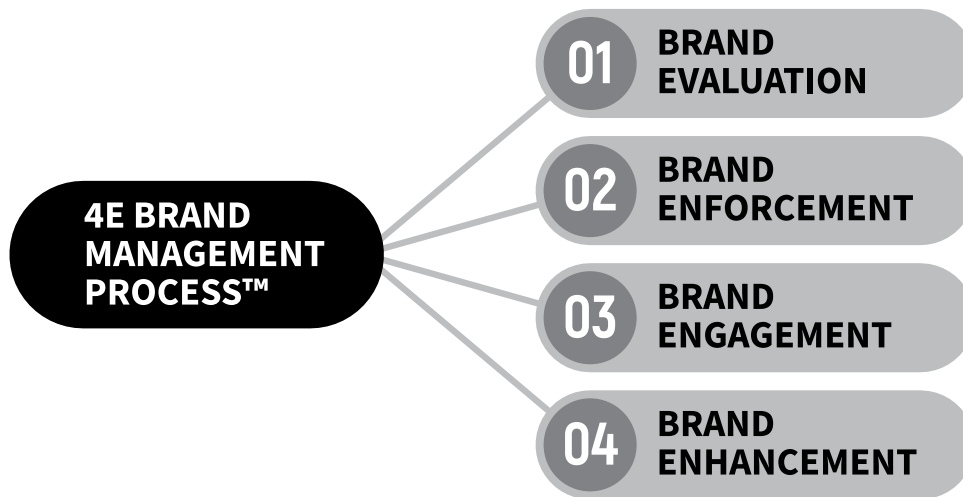 4E BRAND
MANAGEMENT
PROCESS™
01
BRAND
EVALUATION
02
BRAND
ENFORCEMENT
03
BRAND
ENGAGEMENT
04
BRAND
ENHANCEMENT